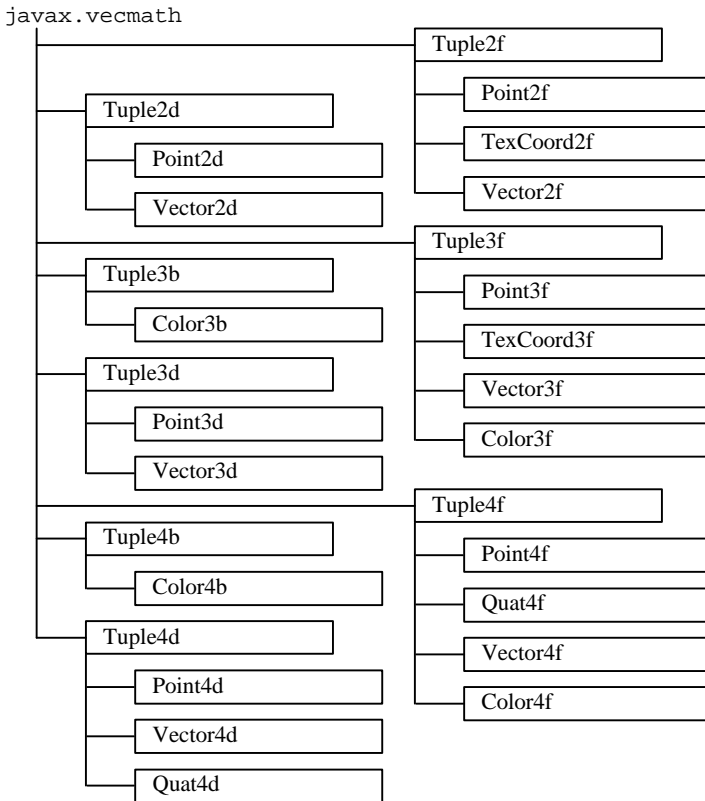 javax.vecmath
Tuple2f
Point2f
TexCoord2f
Vector2f
Tuple2d
Point2d
Vector2d
Tuple3f
Point3f
TexCoord3f
Vector3f
Color3f
Tuple3b
Color3b
Tuple3d
Point3d
Vector3d
Tuple4f
Point4f
Quat4f
Vector4f
Color4f
Tuple4b
Color4b
Tuple4d
Point4d
Vector4d
Quat4d